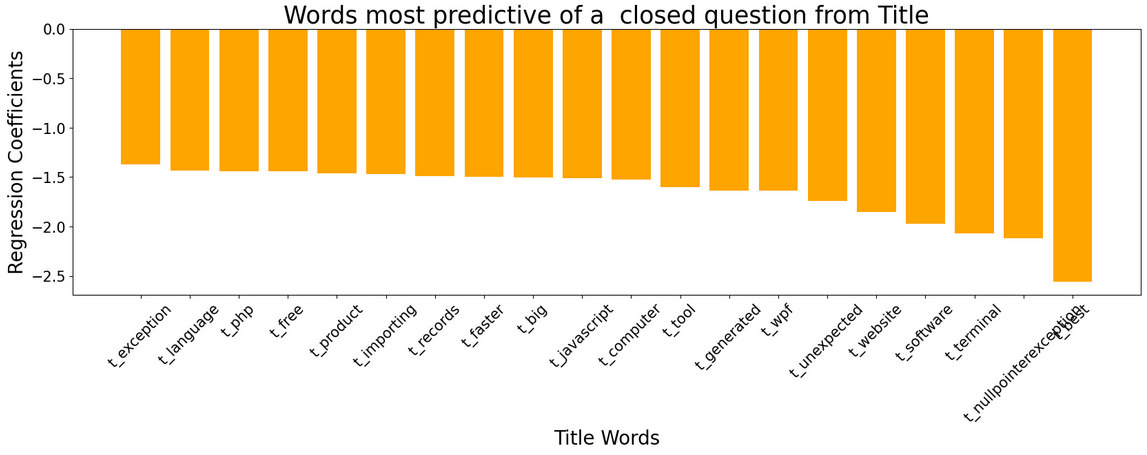 Words most predictive of a  closed question from Title
Regression Coefficients
0.0
−0.5
−1.0
−1.5
−2.0
−2.5
t_exception
t_language
t_php
t_free
t_product
t_importing
t_records
t_faster
t_big
t_javascript
t_computer
t_tool
t_generated
t_wpf
t_unexpected
t_website
t_software
t_terminal
t_nullpointerexception
t_best
Title Words